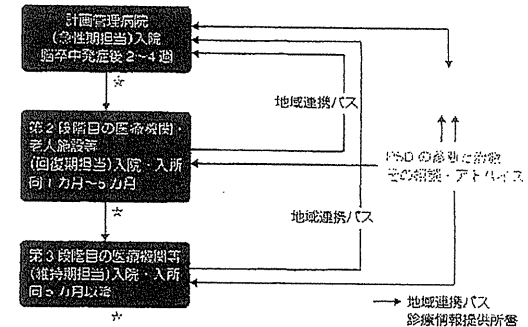 計画管理病院
(急性期担当)入院
脳卒中発症後2〜4週
*
地域連携パス
第2段階目の医療機関・
老人施設等
(回復期担当)入院・入所
同1カ月〜5カ月
*
PSDの診断と治療
その相談・アドバイス
地域連携パス
第3段階目の医療機関等
(維持期担当)入院・入所
同5カ月以降
*
→ 地域連携パス
診療情報提供所書